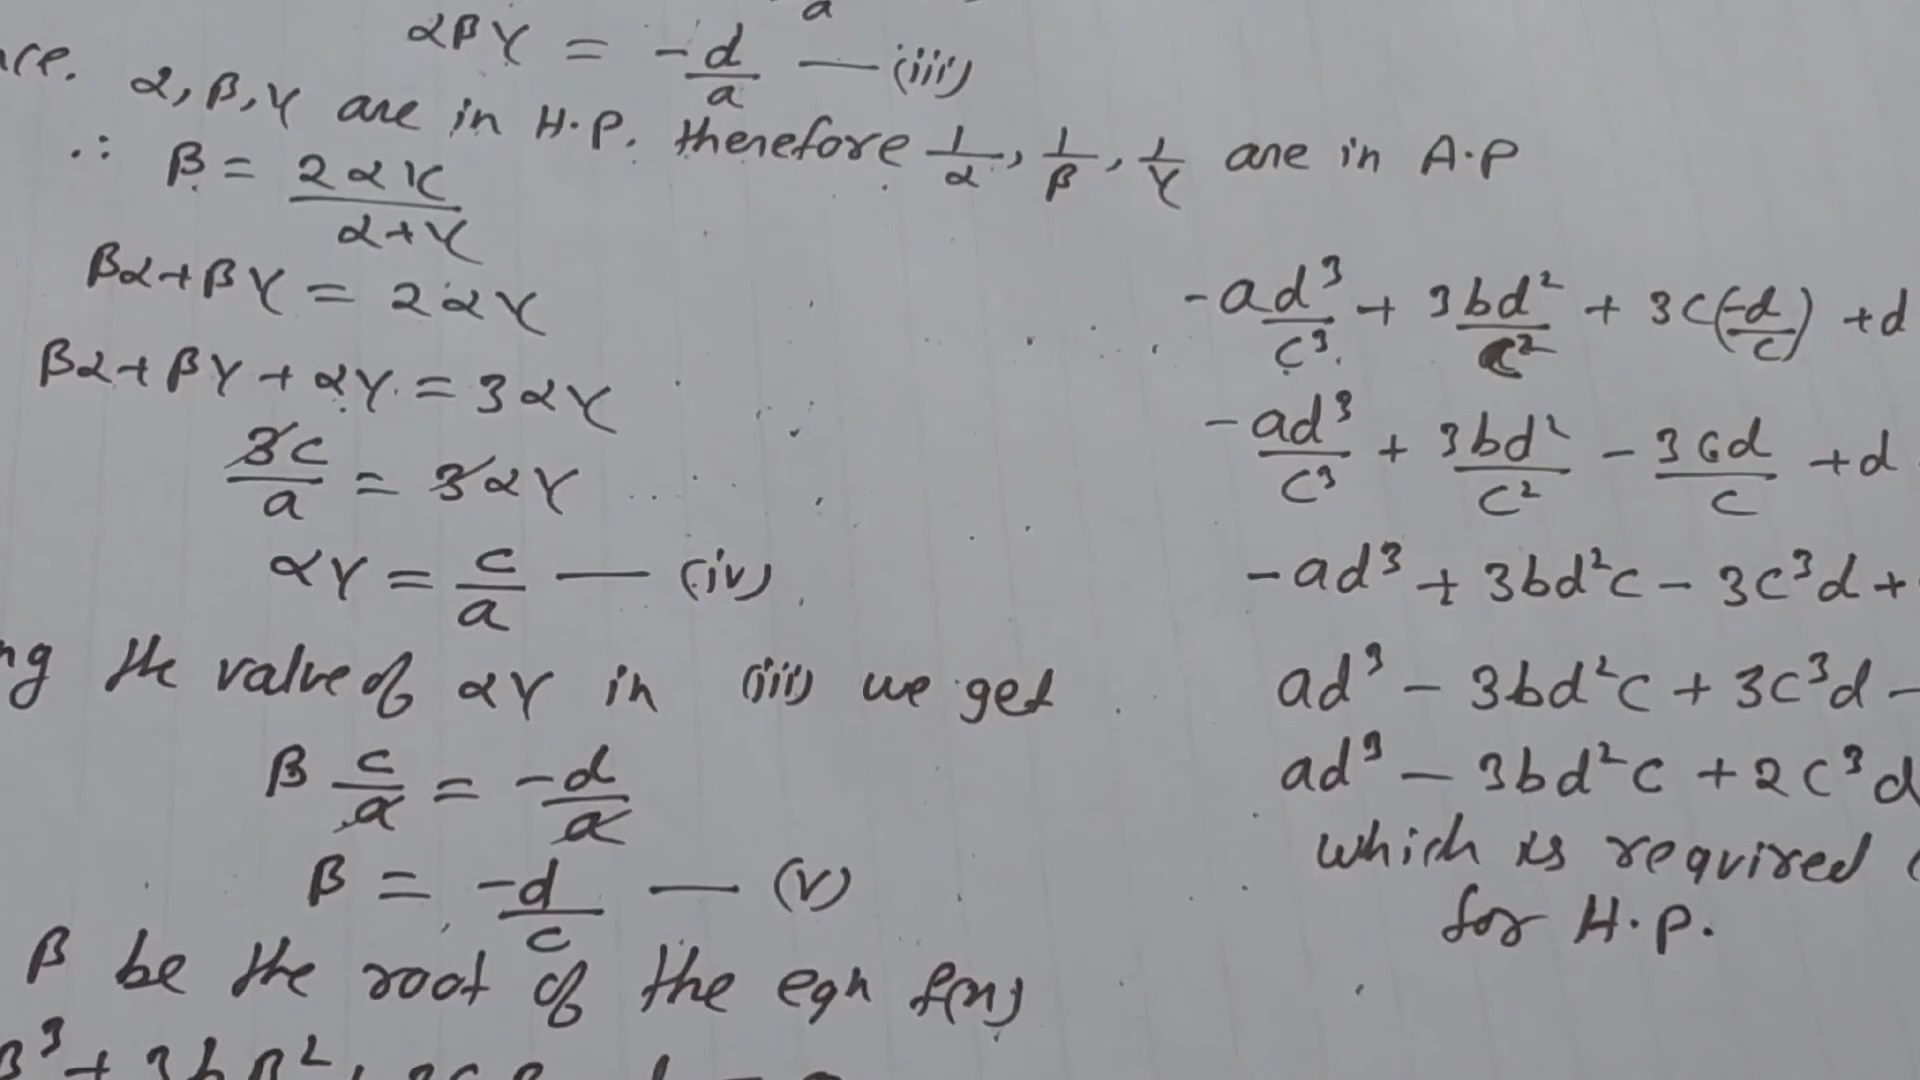 a
αβγ = -d/a — (iii)
α, β, γ are in H.P. therefore 1/α, 1/β, 1/γ are in A.P
∴ β = 2αγ/α+γ
βα+βγ = 2αγ
βα+βγ+αγ = 3αγ
3c/a = 3αγ
αγ = c/a — (iv)
the value of αγ in (iii) we get
β c/a = -d/a
β = -d/c — (v)
β be the root of the eqn f(x)
-ad³/c³ + 3bd²/c² + 3c(-d/c) + d
-ad³/c³ + 3bd²/c² - 3cd/c + d
-ad³ + 3bd²c - 3c³d +
ad³ - 3bd²c + 3c³d -
ad³ - 3bd²c + 2c³d
which is required
for H.P.